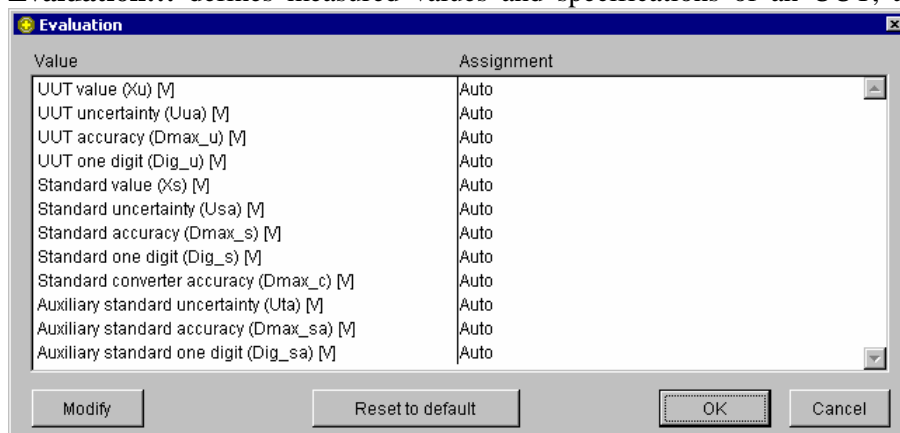 Evaluation… defines measured values and specifications of an UUT,
Evaluation
Value Assignment
UUT value (Xu) [V] Auto
UUT uncertainty (Uua) [V] Auto
UUT accuracy (Dmax_u) [V] Auto
UUT one digit (Dig_u) [V] Auto
Standard value (Xs) [V] Auto
Standard uncertainty (Usa) [V] Auto
Standard accuracy (Dmax_s) [V] Auto
Standard one digit (Dig_s) [V] Auto
Standard converter accuracy (Dmax_c) [V] Auto
Auxiliary standard uncertainty (Uta) [V] Auto
Auxiliary standard accuracy (Dmax_sa) [V] Auto
Auxiliary standard one digit (Dig_sa) [V] Auto
Modify Reset to default OK Cancel